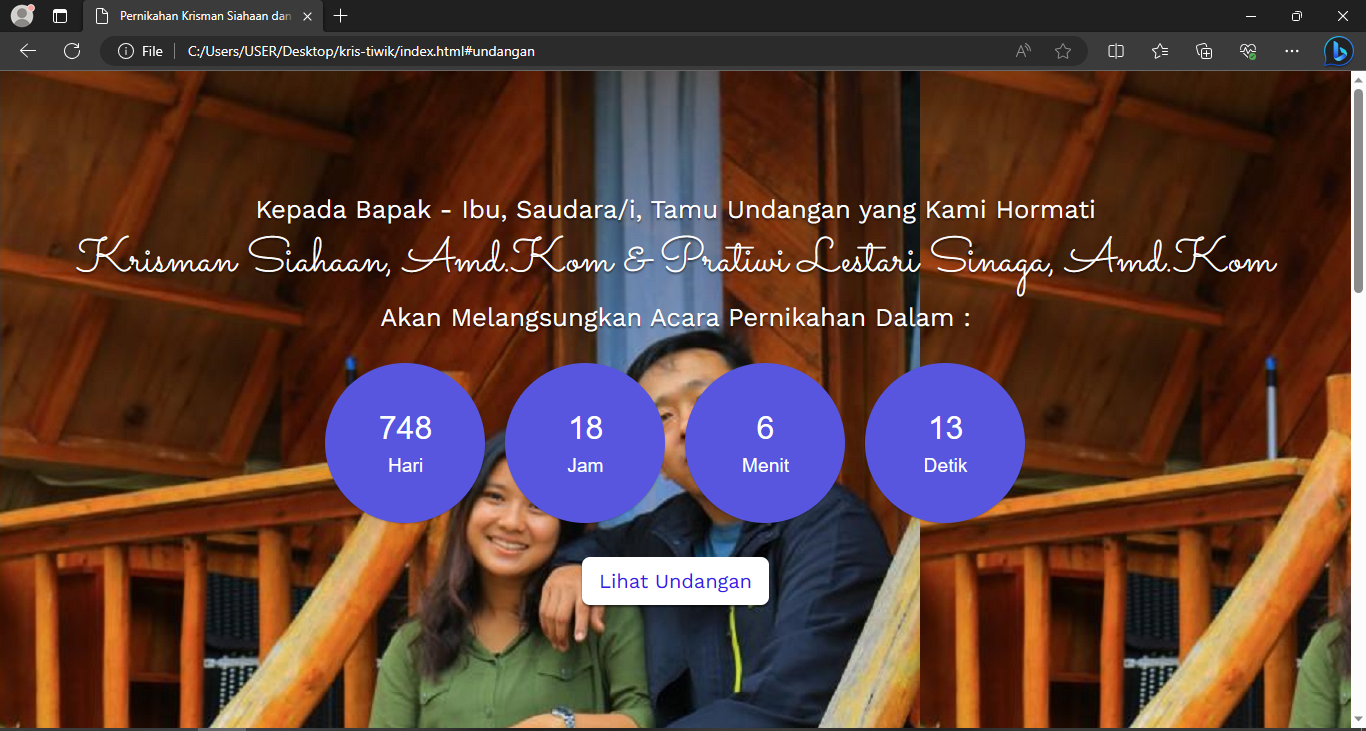 Pernikahan Krisman Siahaan dan
File
C:/Users/USER/Desktop/kris-tiwik/index.html#undangan
Kepada Bapak - Ibu, Saudara/i, Tamu Undangan yang Kami Hormati
Krisman Siahaan, Amd.Kom & Pratiwi Lestari Sinaga, Amd.Kom
Akan Melangsungkan Acara Pernikahan Dalam :
748 18 6 13
Hari Jam Menit Detik
Lihat Undangan